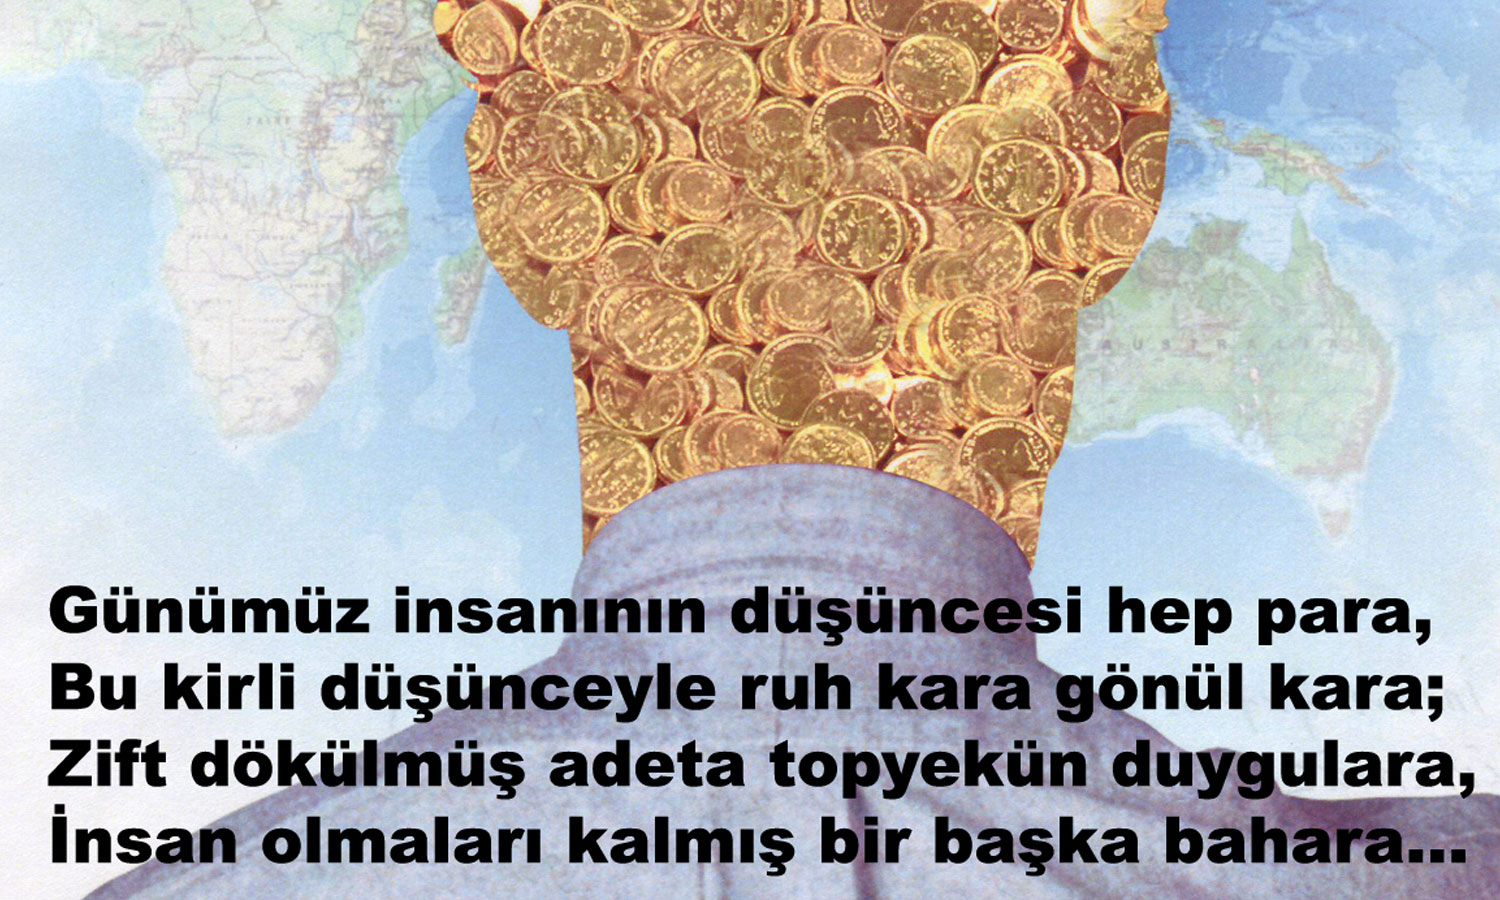 Günümüz insanının düşüncesi hep para,
Bu kirli düşünceyle ruh kara gönül kara;
Zift dökülmüş adeta topyekün duygulara,
İnsan olmaları kalmış bir başka bahara...
AUSTRALIA